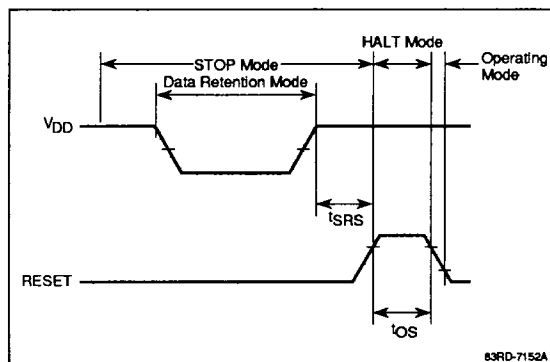 HALT Mode
STOP Mode
Operating
Mode
Data Retention Mode
VDD
tSRS
RESET
tOS
83RD-7152A